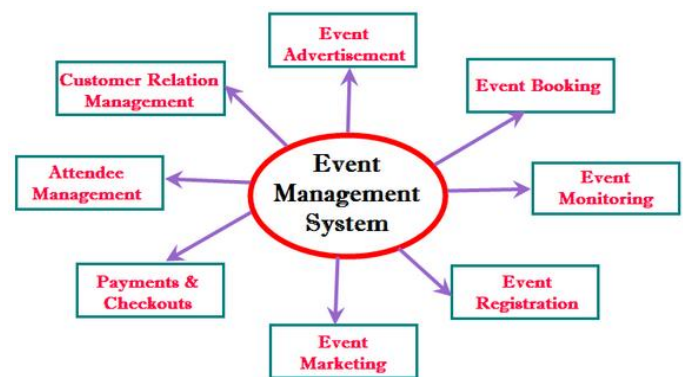 Event
Advertisement
Customer Relation
Management
Event Booking
Event
Management
System
Attendee
Management
Event
Monitoring
Payments &
Checkouts
Event
Registration
Event
Marketing